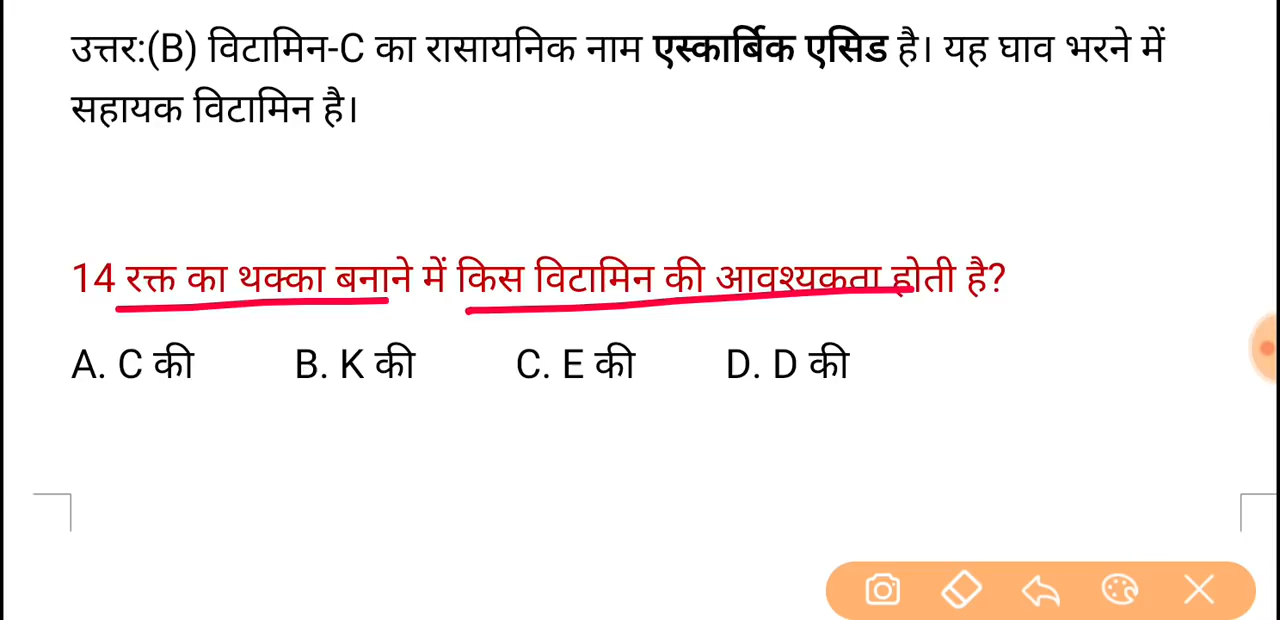 उत्तर:(B) विटामिन-C का रासायनिक नाम एस्कार्बिक एसिड है। यह घाव भरने में
सहायक विटामिन है।
14 रक्त का थक्का बनाने में किस विटामिन की आवश्यकता होती है?
A. C की B. K की C. E की D. D की